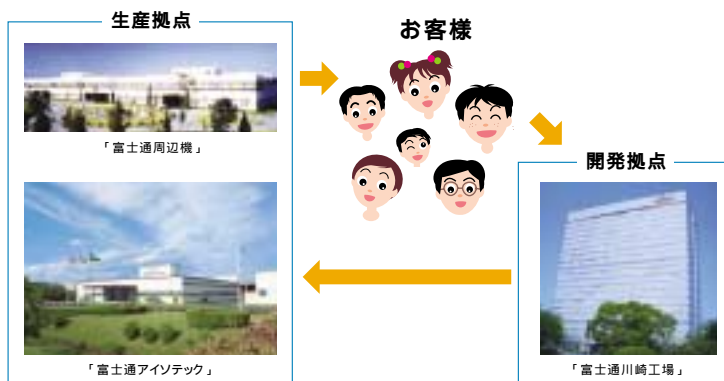 生産拠点
「富士通周辺機」
「富士通アイソテック」
お客様
開発拠点
「富士通川崎工場」